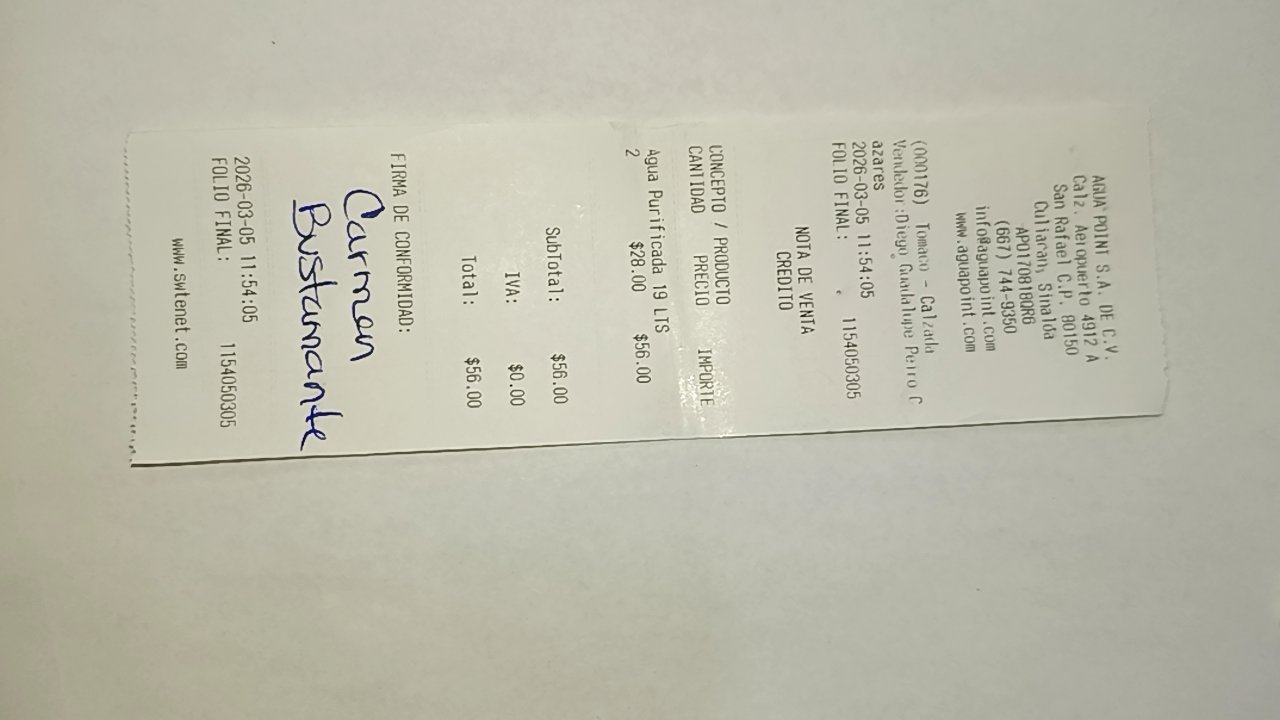 AGUA POINT S.A. DE C.V.
Calz. Aeropuerto 4912 A
San Rafael C.P. 80150
Culiaran, Sinaloa
APO170818QR6
(667) 744-9350
info@aguapoint.com
www.aguapoint.com
(000176) Tomaco - Calzada
Vendedor:Diego Guadalupe Peiro C
azares
2026-03-05 11:54:05
FOLIO FINAL: 1154050305
NOTA DE VENTA
CREDITO
CONCEPTO / PRODUCTO
CANTIDAD PRECIO IMPORTE
Agua Purificada 19 LTS
2 $28.00 $56.00
SubTotal: $56.00
IVA: $0.00
Total: $56.00
FIRMA DE CONFORMIDAD:
Carmen
Bustamante
2026-03-05 11:54:05
FOLIO FINAL: 1154050305
www.swtenet.com